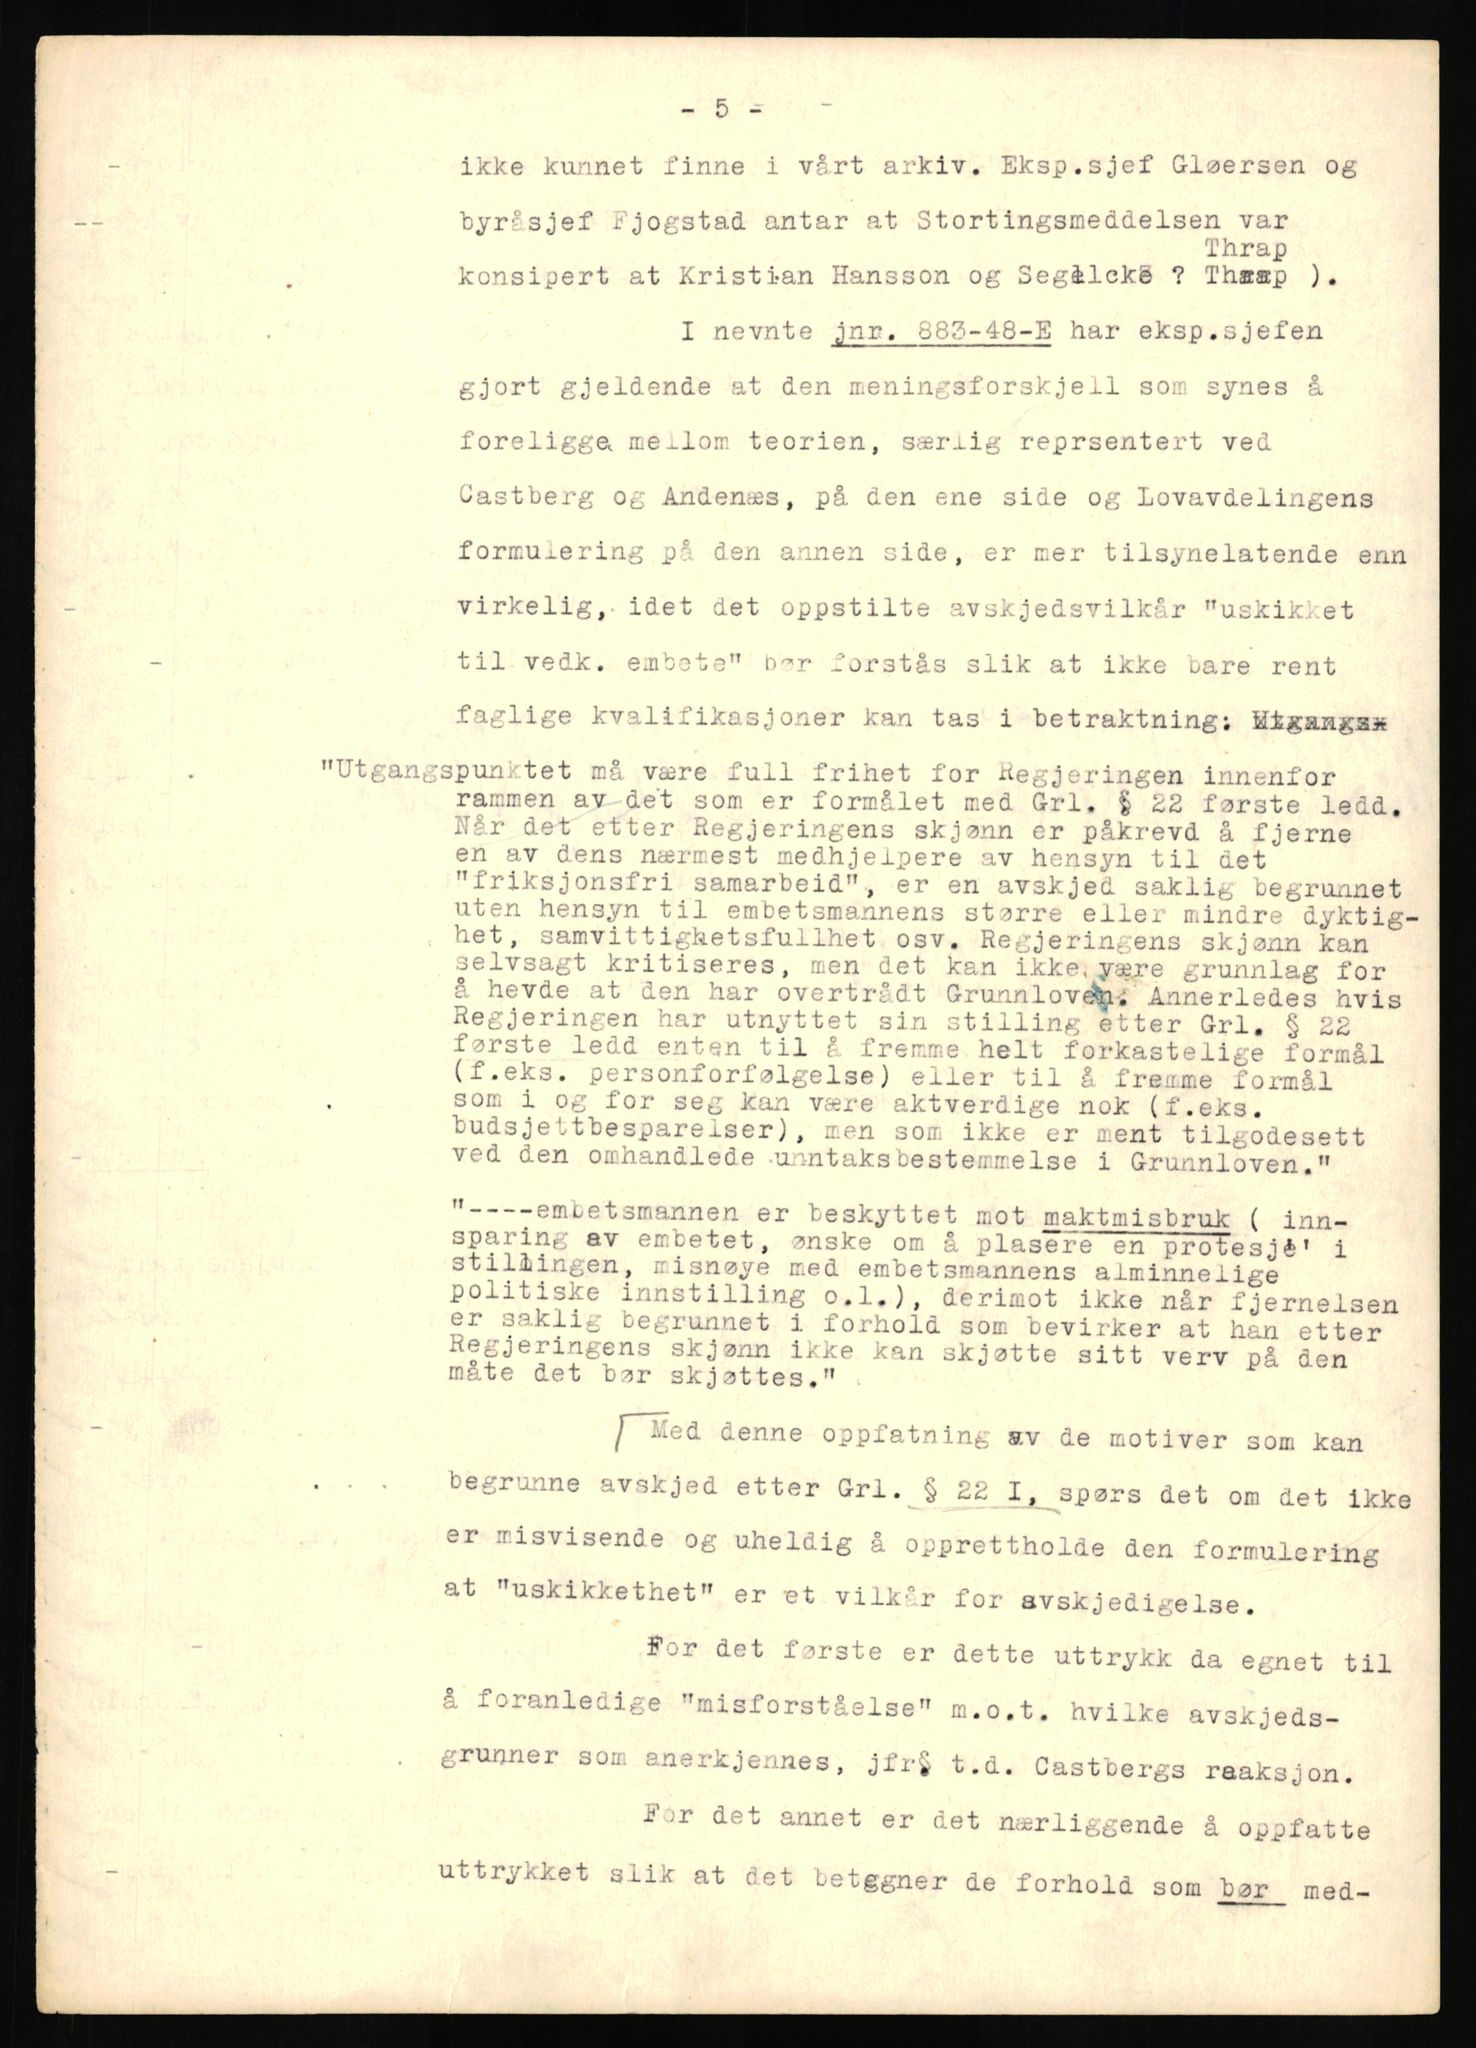 - 5 -
ikke kunnet finne i vårt arkiv. Eksp.sjef Gløersen og
byråsjef Fjogstad antar at Stortingsmeddelsen var
Thrap
konsipert at Kristian Hansson og Segelcke ? Thrap ).
I nevnte jnr. 883-48-E har eksp.sjefen
gjort gjeldende at den meningsforskjell som synes å
foreligge mellom teorien, særlig reprsentert ved
Castberg og Andenæs, på den ene side og Lovavdelingens
formulering på den annen side, er mer tilsynelatende enn
virkelig, idet det oppstilte avskjedsvilkår "uskikket
til vedk. embete" bør forstås slik at ikke bare rent
faglige kvalifikasjoner kan tas i betraktning: Utgangs-
"Utgangspunktet må være full frihet for Regjeringen innenfor
rammen av det som er formålet med Grl. § 22 første ledd.
Når det etter Regjeringens skjønn er påkrevd å fjerne
en av dens nærmest medhjelpere av hensyn til det
"friksjonsfri samarbeid", er en avskjed saklig begrunnet
uten hensyn til embetsmannens større eller mindre dyktig-
het, samvittighetsfullhet osv. Regjeringens skjønn kan
selvsagt kritiseres, men det kan ikke være grunnlag for
å hevde at den har overtrådt Grunnloven. Annerledes hvis
Regjeringen har utnyttet sin stilling etter Grl. § 22
første ledd enten til å fremme helt forkastelige formål
(f.eks. personforfølgelse) eller til å fremme formål
som i og for seg kan være aktverdige nok (f.eks.
budsjettbesparelser), men som ikke er ment tilgodesett
ved den omhandlede unntaksbestemmelse i Grunnloven."
"----embetsmannen er beskyttet mot maktmisbruk ( inn-
sparing av embetet, ønske om å plasere en protesje' i
stillingen, misnøye med embetsmannens alminnelige
politiske innstilling o.l.), derimot ikke når fjernelsen
er saklig begrunnet i forhold som bevirker at han etter
Regjeringens skjønn ikke kan skjøtte sitt verv på den
måte det bør skjøttes."
Med denne oppfatning av de motiver som kan
begrunne avskjed etter Grl. § 22 I, spørs det om det ikke
er misvisende og uheldig å opprettholde den formulering
at "uskikkethet" er et vilkår for avskjedigelse.
For det første er dette uttrykk da egnet til
å foranledige "misforståelse" m.o.t. hvilke avskjeds-
grunner som anerkjennes, jfr. t.d. Castbergs reaksjon.
For det annet er det nærliggende å oppfatte
uttrykket slik at det betegner de forhold som bør med-